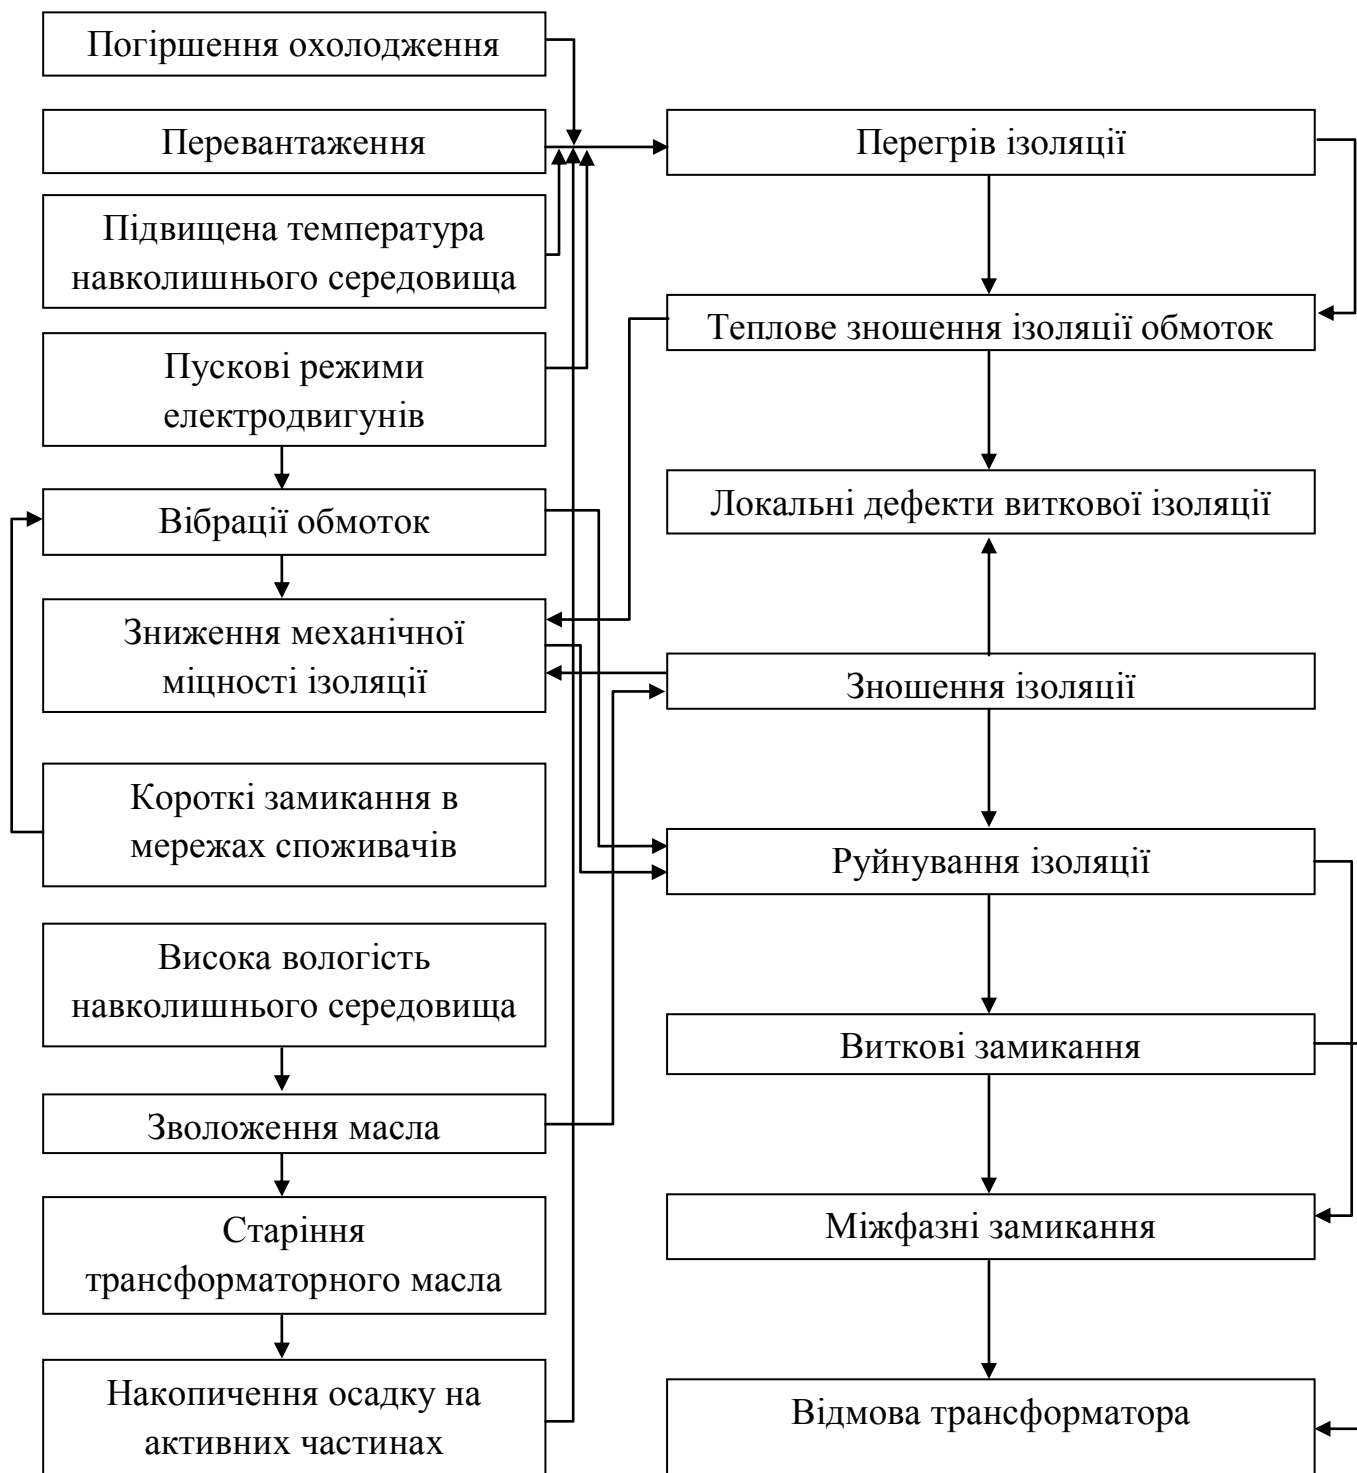 Погіршення охолодження
Перевантаження
Підвищена температура
навколишнього середовища
Пускові режими
електродвигунів
Вібрації обмоток
Зниження механічної
міцності ізоляції
Короткі замикання в
мережах споживачів
Висока вологість
навколишнього середовища
Зволоження масла
Старіння
трансформаторного масла
Накопичення осадку на
активних частинах
Перегрів ізоляції
Теплове зношення ізоляції обмоток
Локальні дефекти виткової ізоляції
Зношення ізоляції
Руйнування ізоляції
Виткові замикання
Міжфазні замикання
Відмова трансформатора